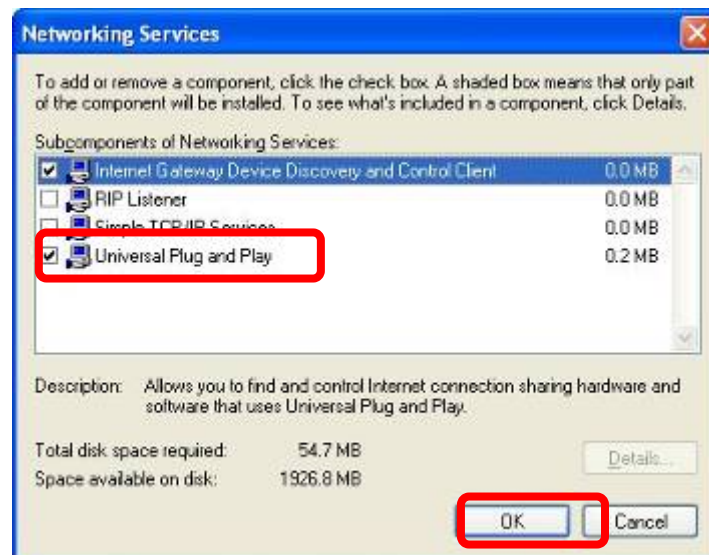 Networking Services
To add or remove a component, click the check box. A shaded box means that only part
of the component will be installed. To see what's included in a component, click Details.
Subcomponents of Networking Services:
Internet Gateway Device Discovery and Control Client 0.0 MB
RIP Listener 0.0 MB
Simple TCP/IP Services 0.0 MB
Universal Plug and Play 0.2 MB
Description: Allows you to find and control Internet connection sharing hardware and
software that uses Universal Plug and Play.
Total disk space required: 54.7 MB
Details...
Space available on disk: 1926.8 MB
OK Cancel